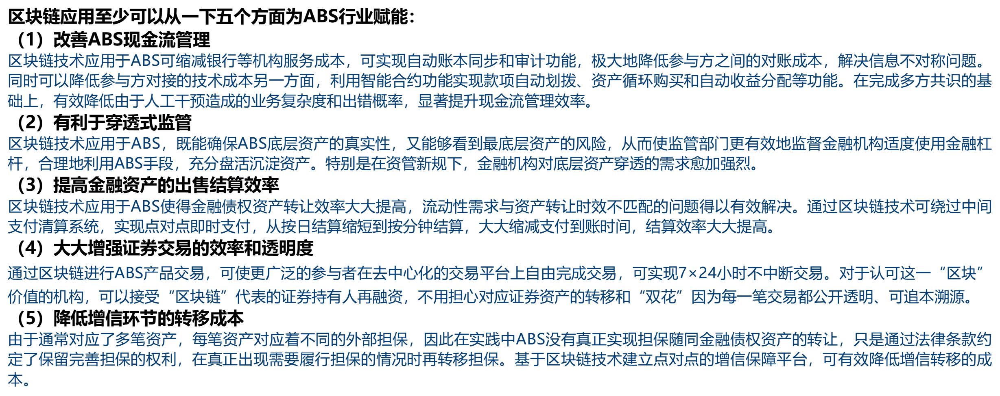 区块链应用至少可以从一下五个方面为ABS行业赋能：
（1）改善ABS现金流管理
区块链技术应用于ABS可缩减银行等机构服务成本，可实现自动账本同步和审计功能，极大地降低参与方之间的对账成本，解决信息不对称问题。
同时可以降低参与方对接的技术成本另一方面，利用智能合约功能实现款项自动划拨、资产循环购买和自动收益分配等功能。在完成多方共识的基
础上，有效降低由于人工干预造成的业务复杂度和出错概率，显著提升现金流管理效率。
（2）有利于穿透式监管
区块链技术应用于ABS，既能确保ABS底层资产的真实性，又能够看到最底层资产的风险，从而使监管部门更有效地监督金融机构适度使用金融杠
杆，合理地利用ABS手段，充分盘活沉淀资产。特别是在资管新规下，金融机构对底层资产穿透的需求愈加强烈。
（3）提高金融资产的出售结算效率
区块链技术应用于ABS使得金融债权资产转让效率大大提高，流动性需求与资产转让时效不匹配的问题得以有效解决。通过区块链技术可绕过中间
支付清算系统，实现点对点即时支付，从按日结算缩短到按分钟结算，大大缩减支付到账时间，结算效率大大提高。
（4）大大增强证券交易的效率和透明度
通过区块链进行ABS产品交易，可使更广泛的参与者在去中心化的交易平台上自由完成交易，可实现7×24小时不中断交易。对于认可这一“区块”
价值的机构，可以接受“区块链”代表的证券持有人再融资，不用担心对应证券资产的转移和“双花”因为每一笔交易都公开透明、可追本溯源。
（5）降低增信环节的转移成本
由于通常对应了多笔资产，每笔资产对应着不同的外部担保，因此在实践中ABS没有真正实现担保随同金融债权资产的转让，只是通过法律条款约
定了保留完善担保的权利，在真正出现需要履行担保的情况时再转移担保。基于区块链技术建立点对点的增信保障平台，可有效降低增信转移的成
本。